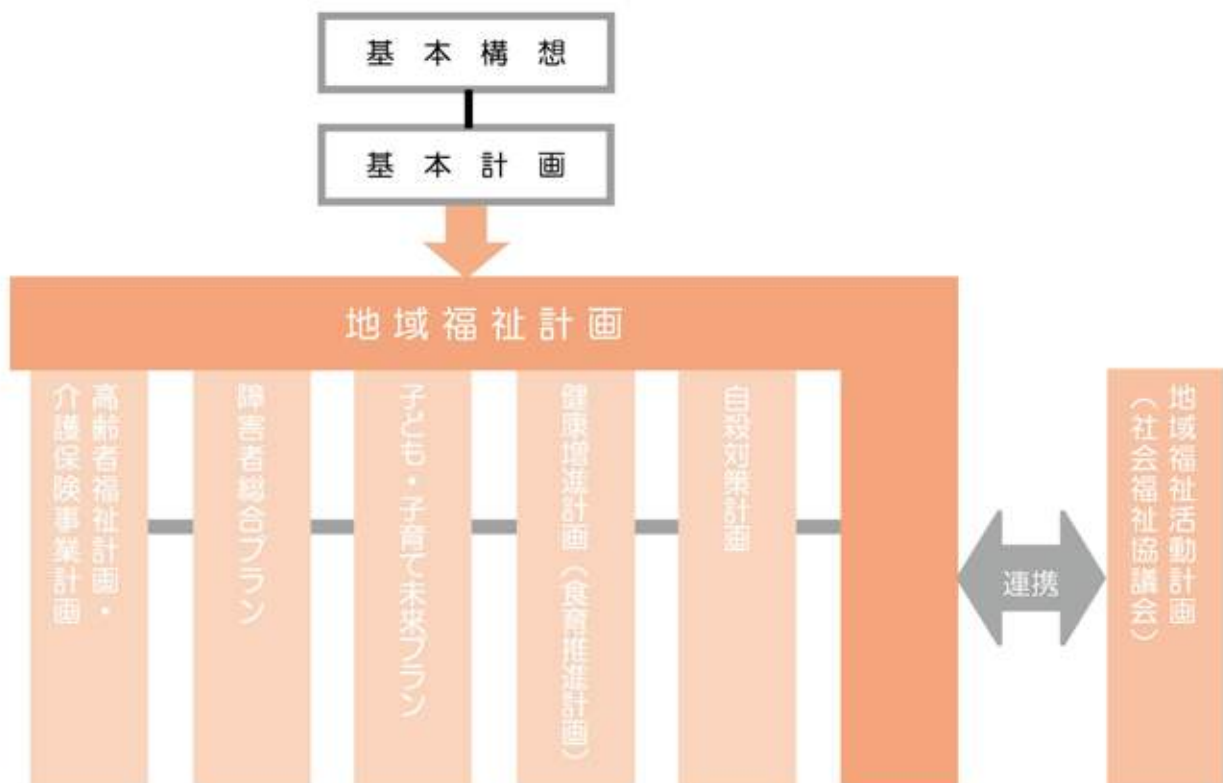 基本構想
基本計画
地域福祉計画
高齢者福祉計画・
介護保険事業計画
障害者総合プラン
子ども・子育て未来プラン
健康増進計画（食育推進計画）
自殺対策計画
連携
地域福祉活動計画
（社会福祉協議会）